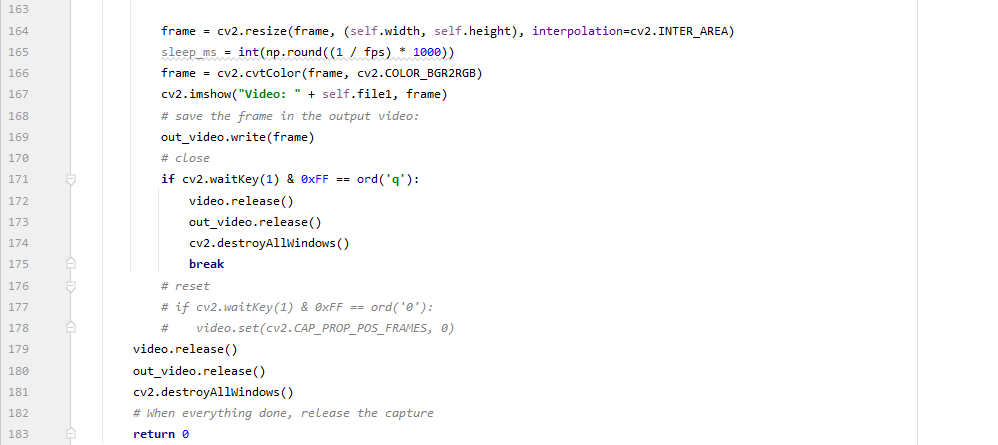 163
164 frame = cv2.resize(frame, (self.width, self.height), interpolation=cv2.INTER_AREA)
165 sleep_ms = int(np.round((1 / fps) * 1000))
166 frame = cv2.cvtColor(frame, cv2.COLOR_BGR2RGB)
167 cv2.imshow("Video: " + self.file1, frame)
168 # save the frame in the output video:
169 out_video.write(frame)
170 # close
171 if cv2.waitKey(1) & 0xFF == ord('q'):
172 video.release()
173 out_video.release()
174 cv2.destroyAllWindows()
175 break
176 # reset
177 # if cv2.waitKey(1) & 0xFF == ord('0'):
178 #    video.set(cv2.CAP_PROP_POS_FRAMES, 0)
179 video.release()
180 out_video.release()
181 cv2.destroyAllWindows()
182 # When everything done, release the capture
183 return 0